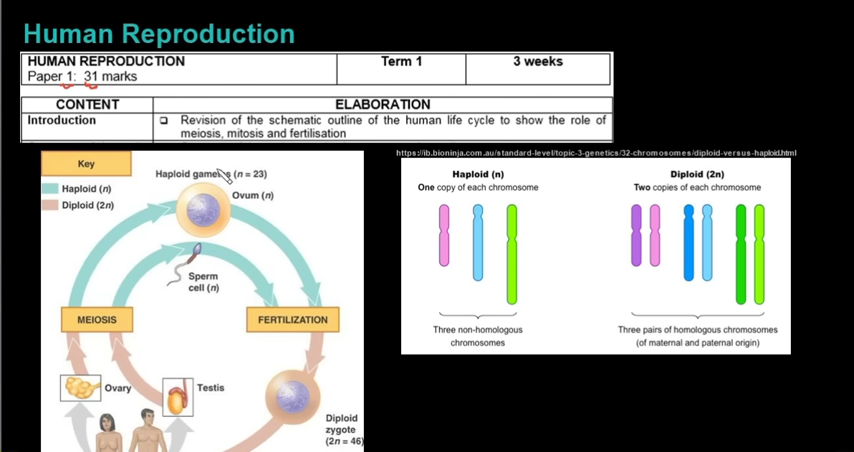 Human Reproduction
HUMAN REPRODUCTION
Paper 1: 31 marks
Term 1
3 weeks
CONTENT
ELABORATION
Introduction
❑ Revision of the schematic outline of the human life cycle to show the role of
meiosis, mitosis and fertilisation
Key
Haploid (n)
Diploid (2n)
Haploid gametes (n = 23)
Ovum (n)
Sperm
cell (n)
MEIOSIS
FERTILIZATION
Ovary
Testis
Diploid
zygote
(2n = 46)
https://ib.bioninja.com.au/standard-level/topic-3-genetics/32-chromosomes/diploid-versus-haploid.html
Haploid (n)
One copy of each chromosome
Three non-homologous
chromosomes
Diploid (2n)
Two copies of each chromosome
Three pairs of homologous chromosomes
(of maternal and paternal origin)